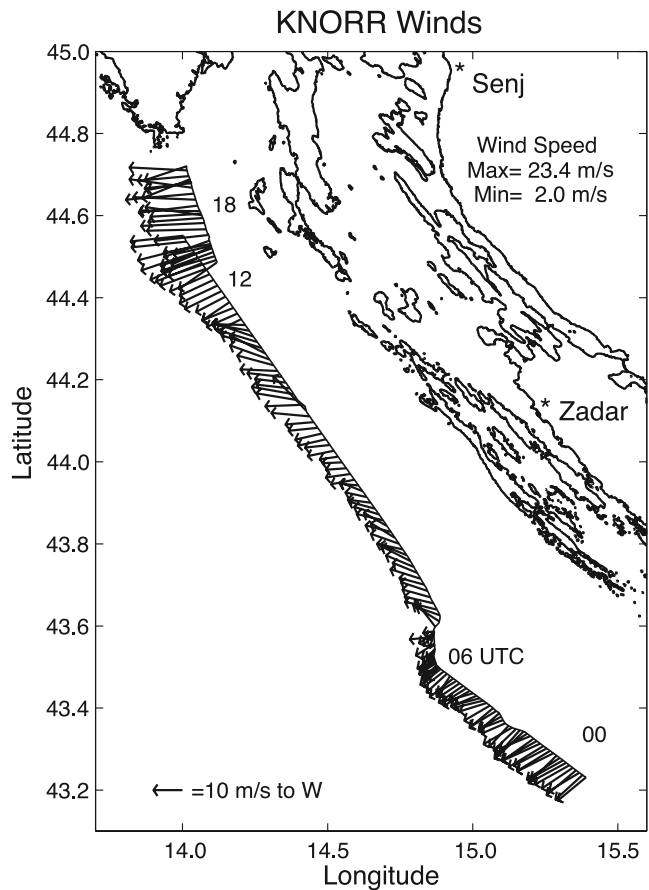 KNORR Winds
45.0
* Senj
44.8
Wind Speed
Max= 23.4 m/s
Min= 2.0 m/s
44.6
18
12
44.4
44.2
* Zadar
Latitude
44.0
43.8
43.6
06 UTC
43.4
00
43.2
=10 m/s to W
14.0 14.5 15.0 15.5
Longitude